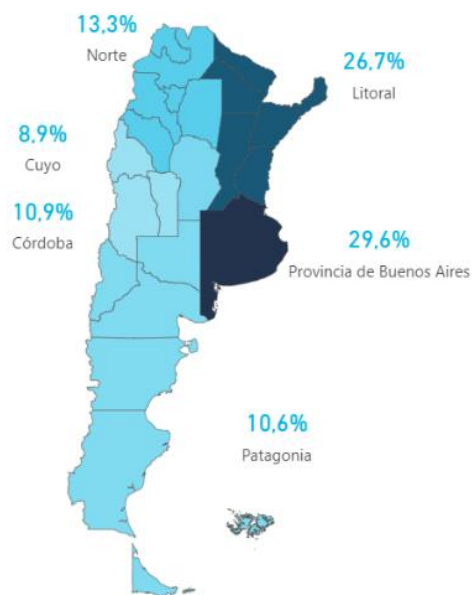 13,3%
Norte
26,7%
Litoral
8,9%
Cuyo
10,9%
Córdoba
29,6%
Provincia de Buenos Aires
10,6%
Patagonia